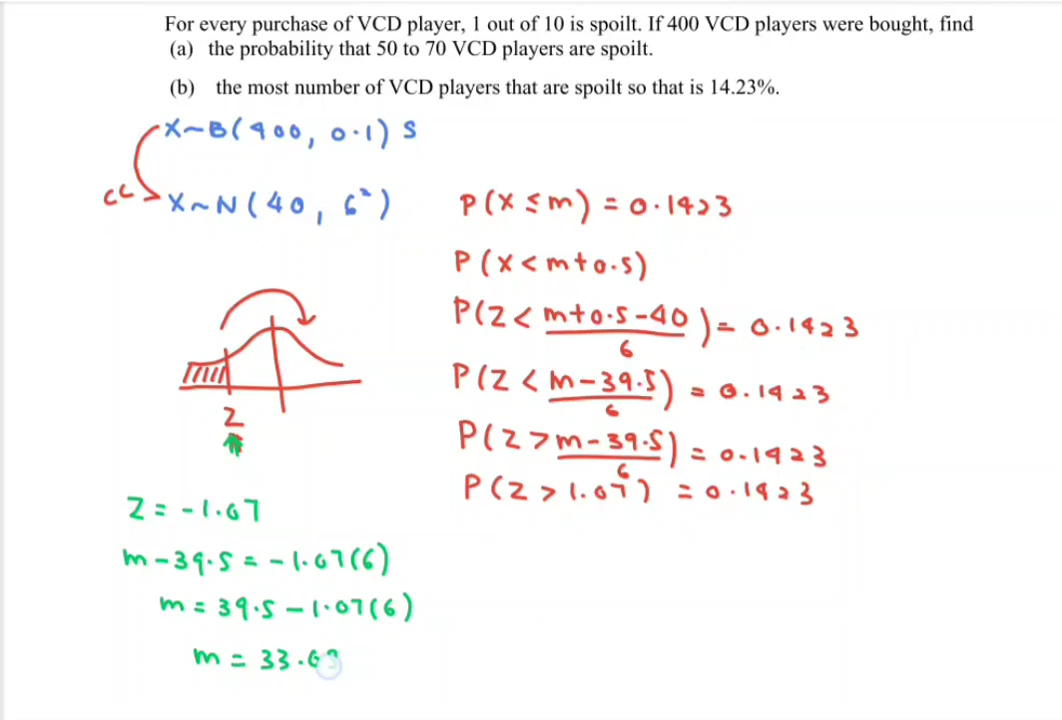 For every purchase of VCD player, 1 out of 10 is spoilt. If 400 VCD players were bought, find
(a) the probability that 50 to 70 VCD players are spoilt.
(b) the most number of VCD players that are spoilt so that is 14.23%.
X~B(400, 0.1) S
CC X~N(40, 6²)
P(X ≤ m) = 0.1423
P(X < m+0.5)
P(Z < m+0.5-40 / 6) = 0.1423
P(Z < m-39.5 / 6) = 0.1423
P(Z > m-39.5 / 6) = 0.1423
P(Z > 1.07) = 0.1423
Z
Z = -1.07
m - 39.5 = -1.07(6)
m = 39.5 - 1.07(6)
m = 33.0